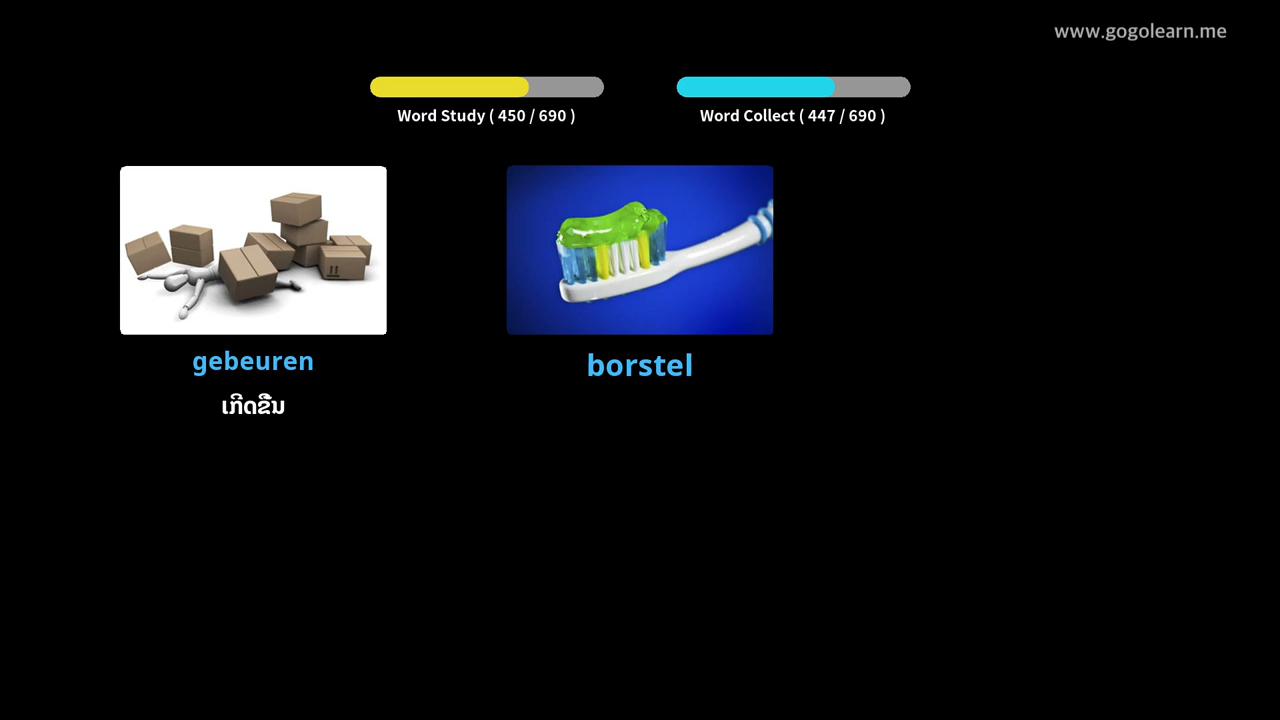 www.gogolearn.me
Word Study ( 450 / 690 )
Word Collect ( 447 / 690 )
gebeuren
borstel
ເກີດຂຶ້ນ